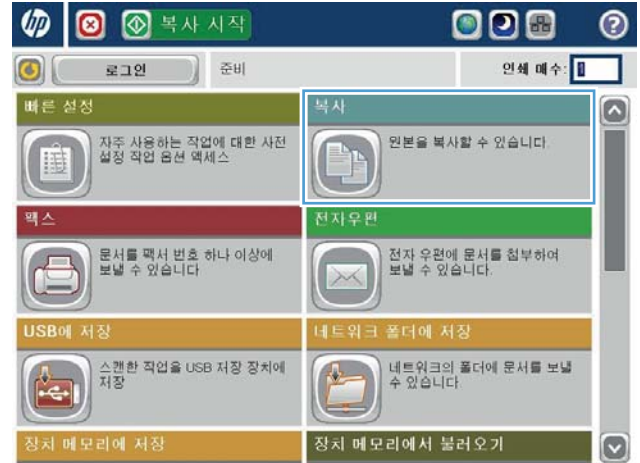 hp 복사 시작 ?
로그인 준비 인쇄 매수: 1
빠른 설정
자주 사용하는 작업에 대한 사전
설정 작업 옵션 액세스
복사
원본을 복사할 수 있습니다.
팩스
문서를 팩서 번호 하나 이상에
보낼 수 있습니다
전자우편
전자 우편에 문서를 첨부하여
보낼 수 있습니다.
USB에 저장
스캔한 작업을 USB 저장 장치에
저장
네트워크 폴더에 저장
네트워크의 폴더에 문서를 보낼
수 있습니다
장치 메모리에 저장
장치 메모리에서 불러오기